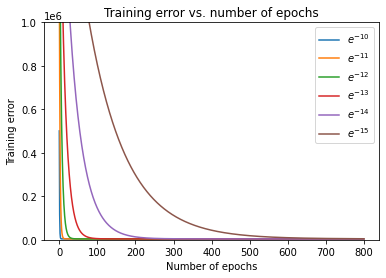 Training error vs. number of epochs
1e6
1.0
0.8
0.6
0.4
0.2
0.0
Training error
0 100 200 300 400 500 600 700 800
Number of epochs
e⁻¹⁰
e⁻¹¹
e⁻¹²
e⁻¹³
e⁻¹⁴
e⁻¹⁵